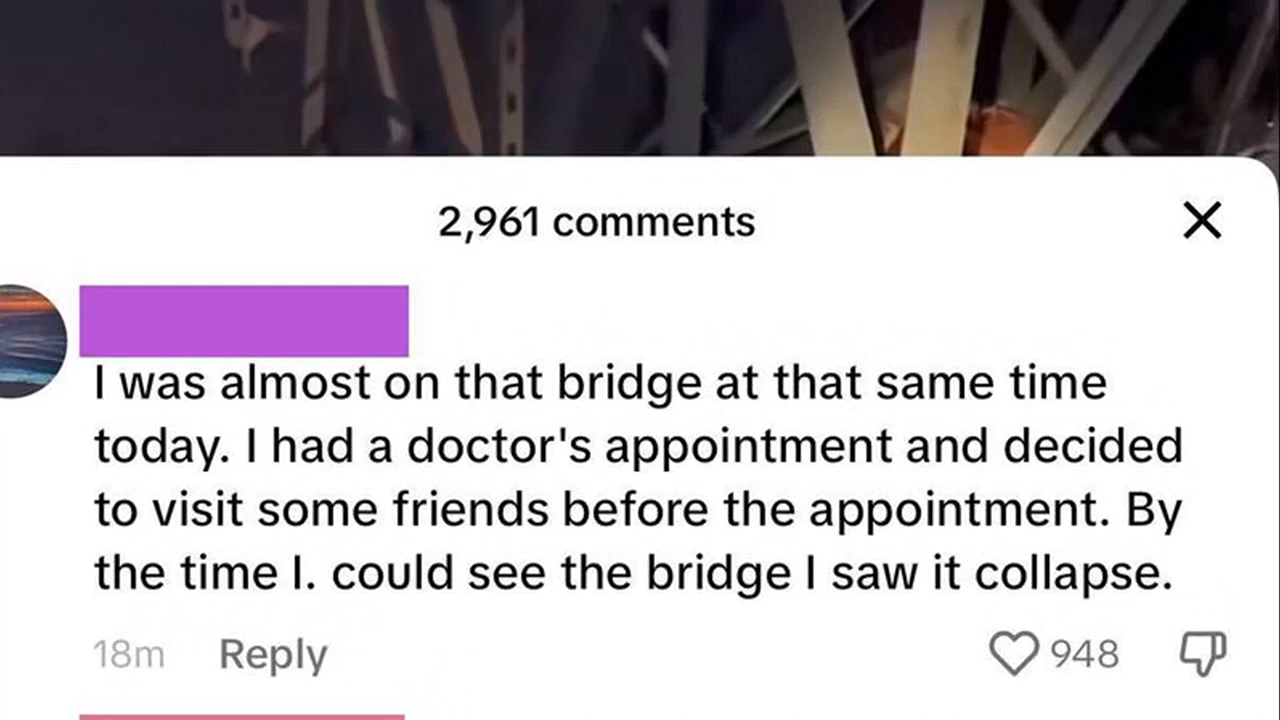 2,961 comments
I was almost on that bridge at that same time
today. I had a doctor's appointment and decided
to visit some friends before the appointment. By
the time I. could see the bridge I saw it collapse.
18m Reply 948